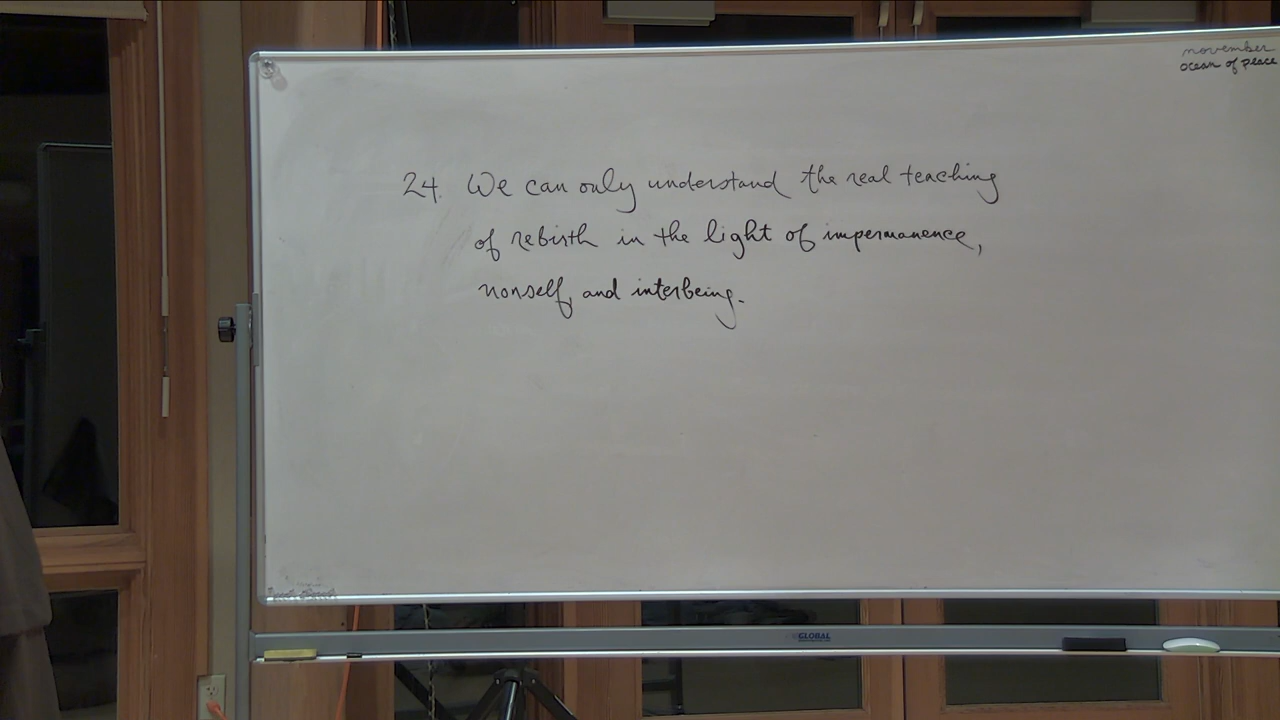 november
ocean of peace
24. We can only understand the real teaching
of rebirth in the light of impermanence,
nonself, and interbeing.
GLOBAL